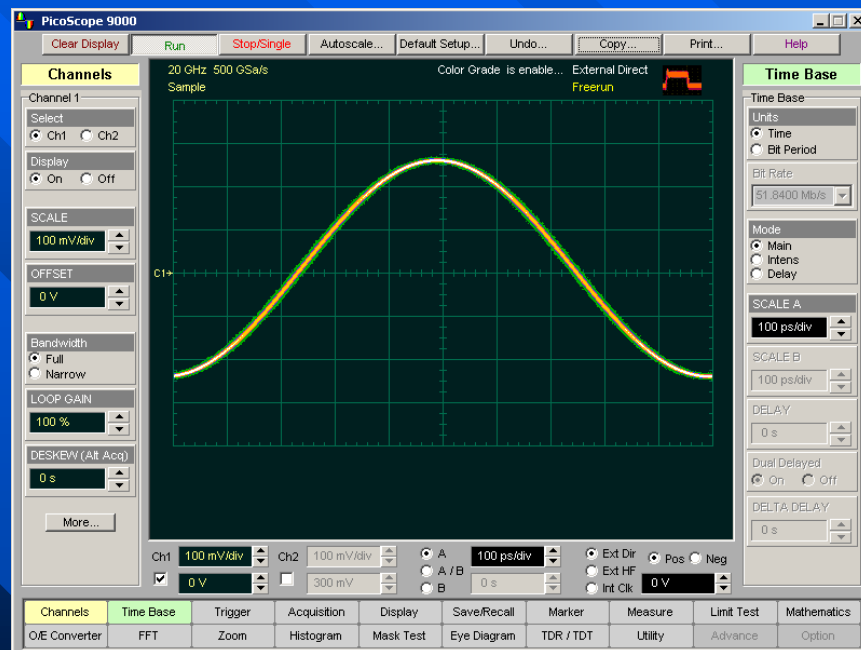 PicoScope 9000
Clear Display Run Stop/Single Autoscale... Default Setup... Undo... Copy... Print... Help
Channels
Channel 1
Select
Ch1 Ch2
Display
On Off
SCALE
100 mV/div
OFFSET
0 V
Bandwidth
Full
Narrow
LOOP GAIN
100 %
DESKEW (Alt Acq)
0 s
More...
20 GHz 500 GSa/s Color Grade is enable... External Direct
Sample Freerun
C1
Time Base
Time Base
Units
Time
Bit Period
Bit Rate
51.8400 Mb/s
Mode
Main
Intens
Delay
SCALE A
100 ps/div
SCALE B
100 ps/div
DELAY
0 s
Dual Delayed
On Off
DELTA DELAY
0 s
Ch1 100 mV/div Ch2 100 mV/div A 100 ps/div Ext Dir Pos Neg
A / B Ext HF
0 V 300 mV B 0 s Int Clk 0 V
Channels Time Base Trigger Acquisition Display Save/Recall Marker Measure Limit Test Mathematics
O/E Converter FFT Zoom Histogram Mask Test Eye Diagram TDR / TDT Utility Advance Option